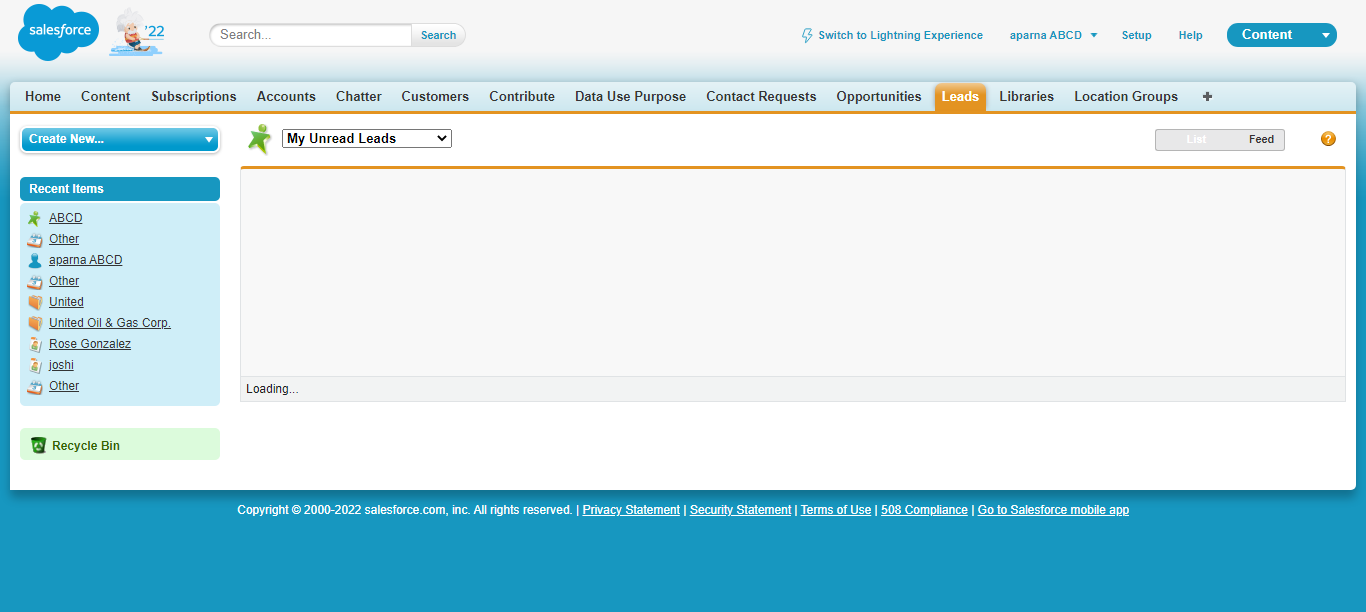 salesforce
'22
Search...
Search
Switch to Lightning Experience
aparna ABCD
Setup
Help
Content
Home Content Subscriptions Accounts Chatter Customers Contribute Data Use Purpose Contact Requests Opportunities Leads Libraries Location Groups +
Create New...
My Unread Leads
List Feed
?
Recent Items
ABCD
Other
aparna ABCD
Other
United
United Oil & Gas Corp.
Rose Gonzalez
joshi
Other
Loading...
Recycle Bin
Copyright © 2000-2022 salesforce.com, inc. All rights reserved. | Privacy Statement | Security Statement | Terms of Use | 508 Compliance | Go to Salesforce mobile app